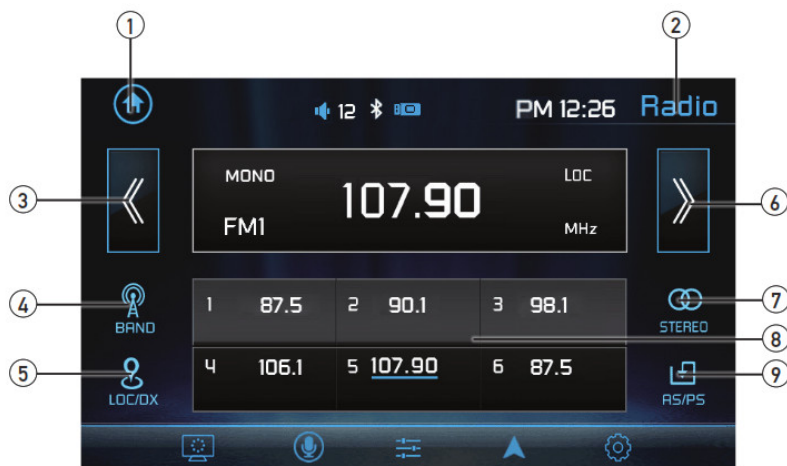 1
2
12 PM 12:26 Radio
3
MONO 107.90 LOC
FM1 MHz
6
4
BAND
1 87.5 2 90.1 3 98.1
STEREO
7
8
5
LOC/DX
4 106.1 5 107.90 6 87.5
AS/PS
9